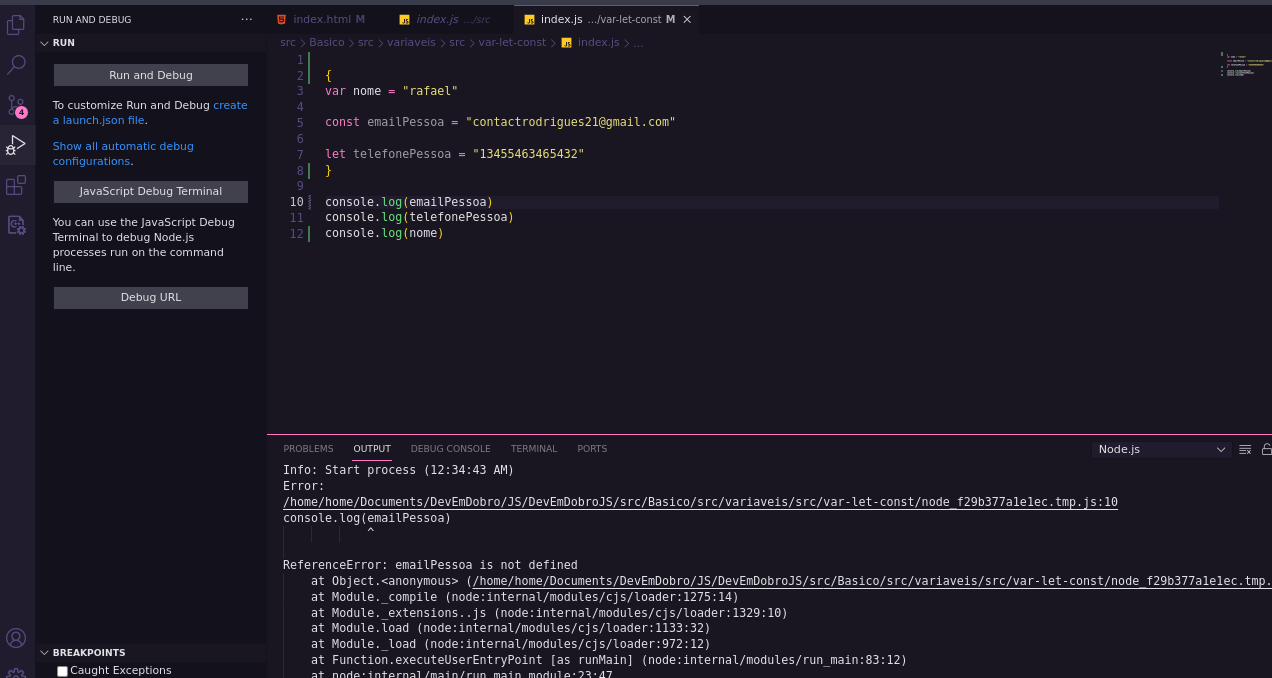 RUN AND DEBUG ...
RUN
Run and Debug
To customize Run and Debug create
a launch.json file.
Show all automatic debug
configurations.
JavaScript Debug Terminal
You can use the JavaScript Debug
Terminal to debug Node.js
processes run on the command
line.
Debug URL
BREAKPOINTS
Caught Exceptions
4
index.html M
index.js .../src
index.js .../var-let-const M
src > Basico > src > variaveis > src > var-let-const > JS index.js > ...
1
2 {
3 var nome = "rafael"
4
5 const emailPessoa = "contactrodrigues21@gmail.com"
6
7 let telefonePessoa = "13455463465432"
8 }
9
10 console.log(emailPessoa)
11 console.log(telefonePessoa)
12 console.log(nome)
PROBLEMS OUTPUT DEBUG CONSOLE TERMINAL PORTS Node.js
Info: Start process (12:34:43 AM)
Error:
/home/home/Documents/DevEmDobro/JS/DevEmDobroJS/src/Basico/src/variaveis/src/var-let-const/node_f29b377a1e1ec.tmp.js:10
console.log(emailPessoa)
^
ReferenceError: emailPessoa is not defined
at Object.<anonymous> (/home/home/Documents/DevEmDobro/JS/DevEmDobroJS/src/Basico/src/variaveis/src/var-let-const/node_f29b377a1e1ec.tmp.
at Module._compile (node:internal/modules/cjs/loader:1275:14)
at Module._extensions..js (node:internal/modules/cjs/loader:1329:10)
at Module.load (node:internal/modules/cjs/loader:1133:32)
at Module._load (node:internal/modules/cjs/loader:972:12)
at Function.executeUserEntryPoint [as runMain] (node:internal/modules/run_main:83:12)
at node:internal/main/run_main_module:23:47